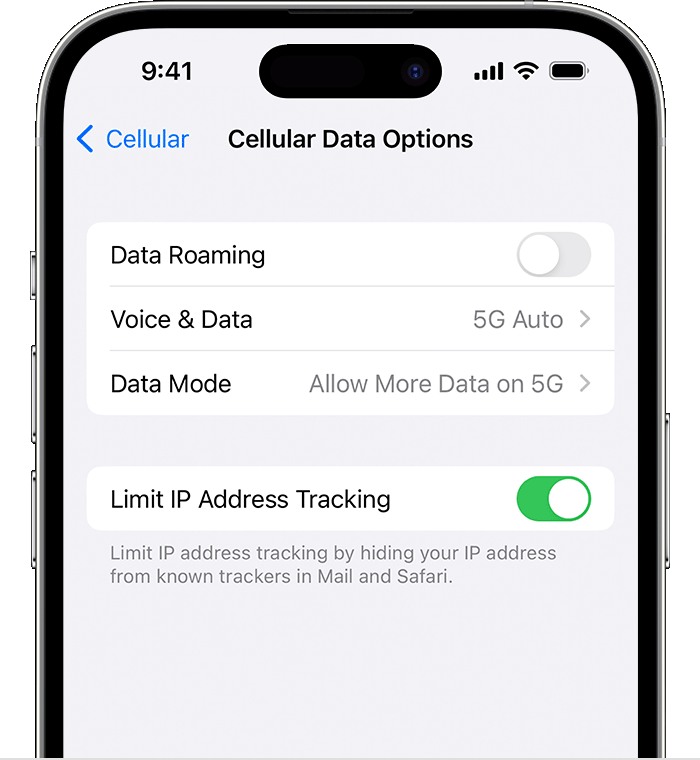 9:41
Cellular
Cellular Data Options
Data Roaming
Voice & Data 5G Auto
Data Mode Allow More Data on 5G
Limit IP Address Tracking
Limit IP address tracking by hiding your IP address
from known trackers in Mail and Safari.